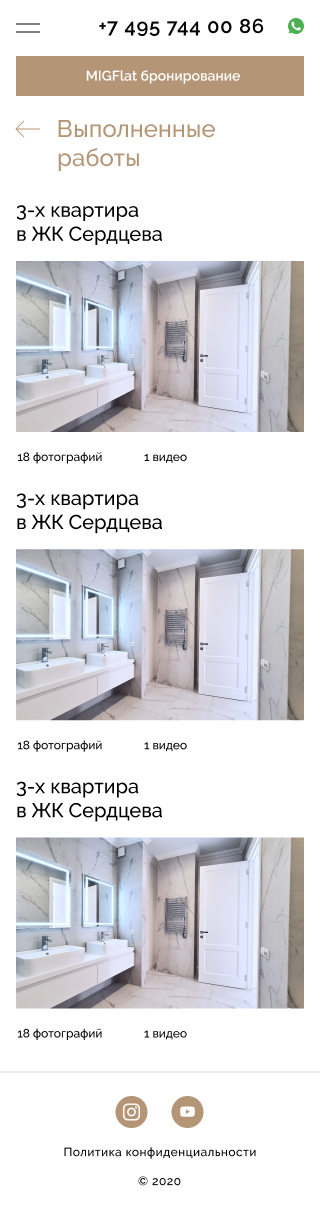 +7 495 744 00 86
MIGFlat бронирование
Выполненные
работы
3-х квартира
в ЖК Сердцева
18 фотографий 1 видео
3-х квартира
в ЖК Сердцева
18 фотографий 1 видео
3-х квартира
в ЖК Сердцева
18 фотографий 1 видео
Политика конфиденциальности
© 2020